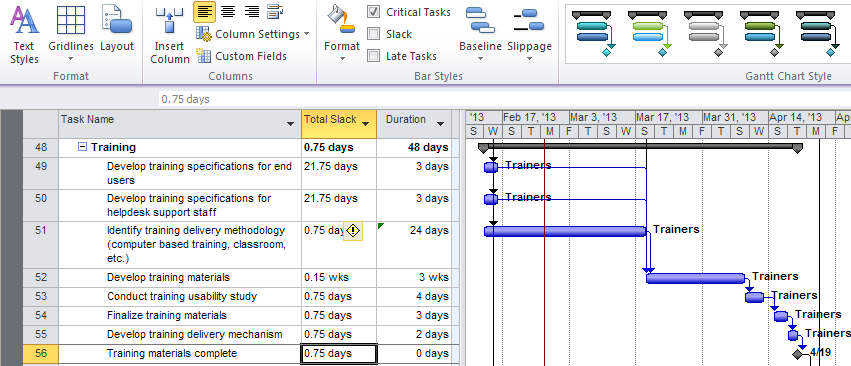 Text Styles
Gridlines
Layout
Format
Insert Column
Column Settings
Custom Fields
Columns
Format
Critical Tasks
Slack
Late Tasks
Bar Styles
Baseline
Slippage
Gantt Chart Style
0.75 days
Task Name Total Slack Duration
'13 Feb 17, '13 Mar 3, '13 Mar 17, '13 Mar 31, '13 Apr 14, '13
S W S T M F T S W S T M F T S W S T M F
48 Training 0.75 days 48 days
49 Develop training specifications for end users 21.75 days 3 days Trainers
50 Develop training specifications for helpdesk support staff 21.75 days 3 days Trainers
51 Identify training delivery methodology (computer based training, classroom, etc.) 24 days Trainers
52 Develop training materials 0.15 wks 3 wks Trainers
53 Conduct training usability study 0.75 days 4 days Trainers
54 Finalize training materials 0.75 days 3 days Trainers
55 Develop training delivery mechanism 0.75 days 2 days Trainers
56 Training materials complete 0.75 days 0 days 4/19